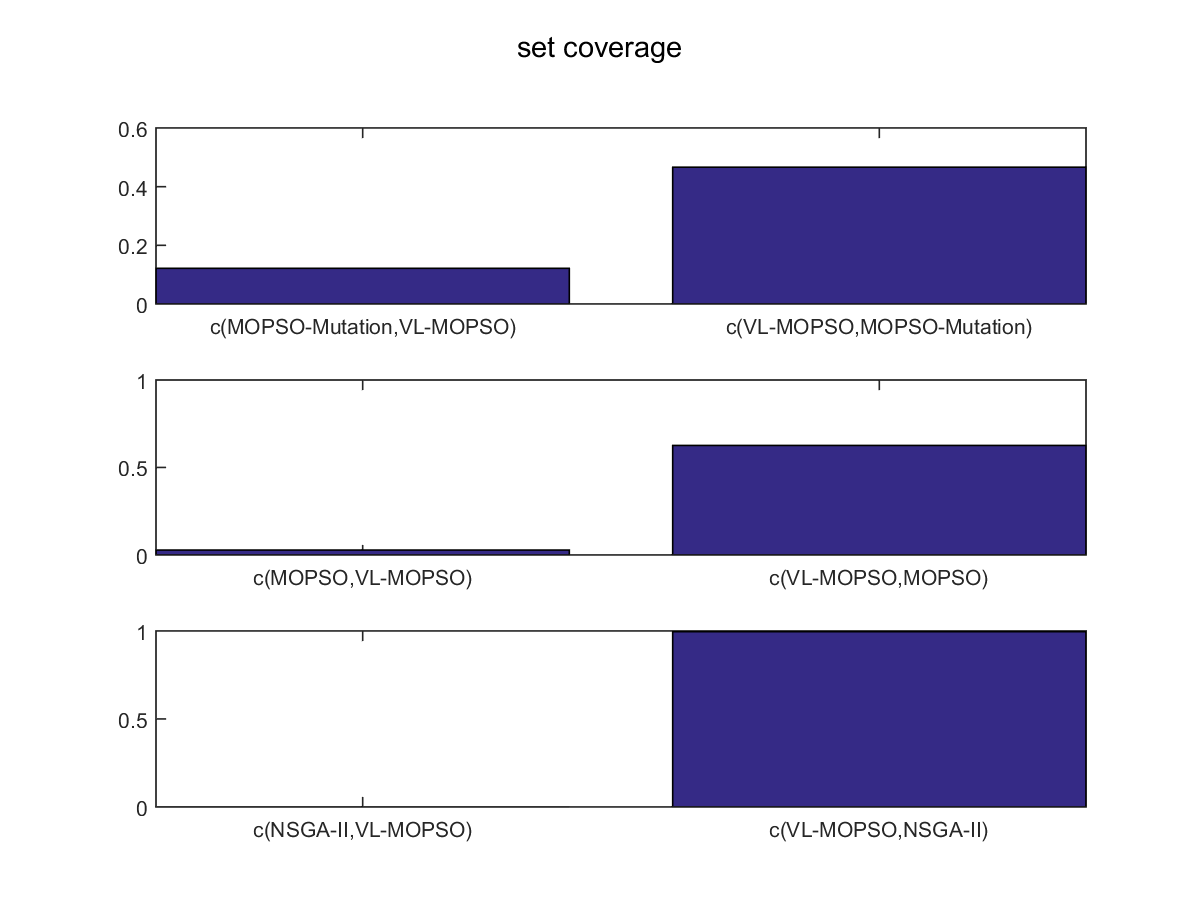 set coverage
0.6
0.4
0.2
0
c(MOPSO-Mutation,VL-MOPSO) c(VL-MOPSO,MOPSO-Mutation)
1
0.5
0
c(MOPSO,VL-MOPSO) c(VL-MOPSO,MOPSO)
1
0.5
0
c(NSGA-II,VL-MOPSO) c(VL-MOPSO,NSGA-II)